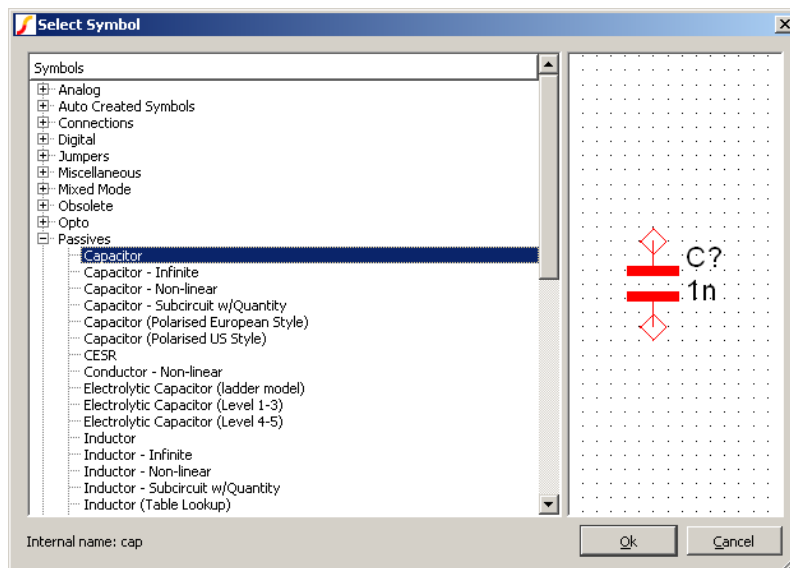 Select Symbol
Symbols
Analog
Auto Created Symbols
Connections
Digital
Jumpers
Miscellaneous
Mixed Mode
Obsolete
Opto
Passives
Capacitor
Capacitor - Infinite
Capacitor - Non-linear
Capacitor - Subcircuit w/Quantity
Capacitor (Polarised European Style)
Capacitor (Polarised US Style)
CESR
Conductor - Non-linear
Electrolytic Capacitor (ladder model)
Electrolytic Capacitor (Level 1-3)
Electrolytic Capacitor (Level 4-5)
Inductor
Inductor - Infinite
Inductor - Non-linear
Inductor - Subcircuit w/Quantity
Inductor (Table Lookup)
C?
1n
Internal name: cap
Ok
Cancel